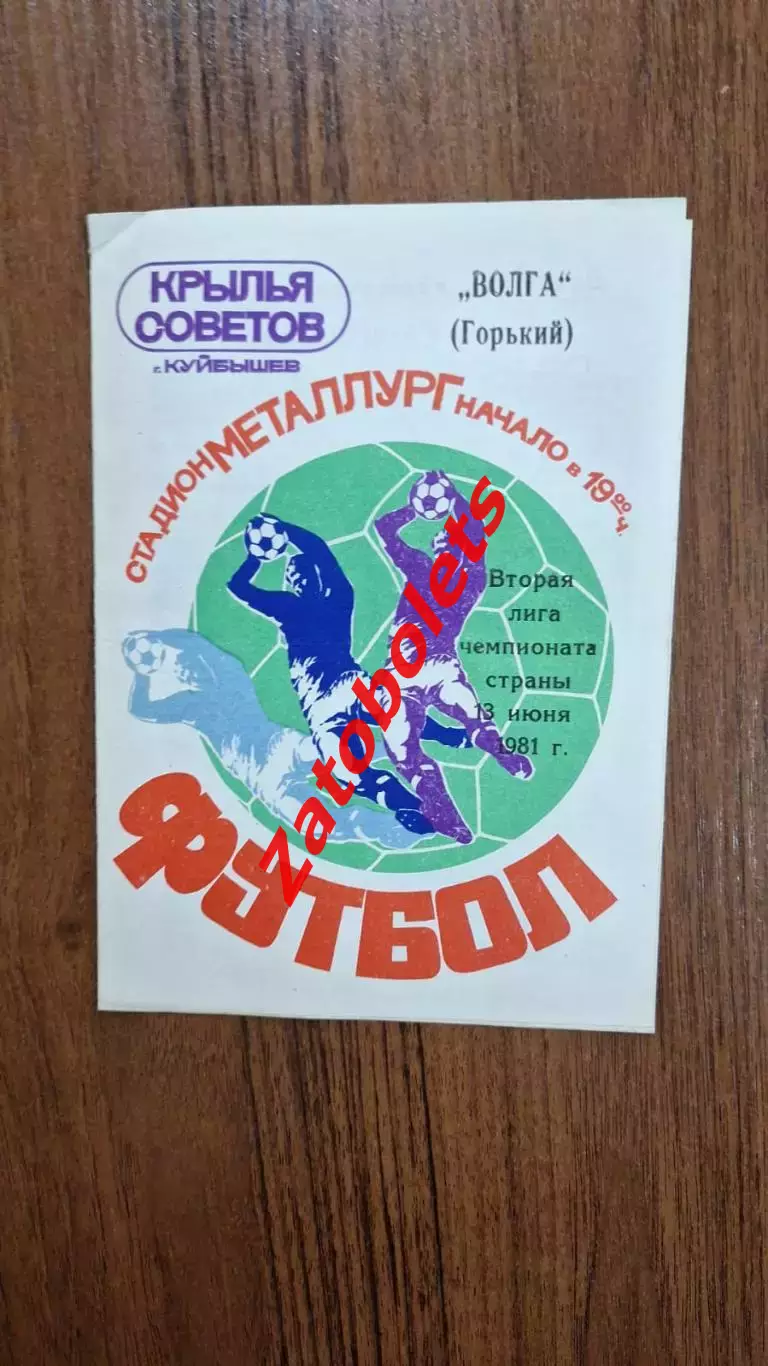 КРЫЛЬЯ
СОВЕТОВ
г. КУЙБЫШЕВ
„ВОЛГА“
(Горький)
СТАДИОН МЕТАЛЛУРГ НАЧАЛО в 19⁰⁰ ч.
Вторая
лига
чемпионата
страны
13 июня
1981 г.
ФУТБОЛ
Zatobolets